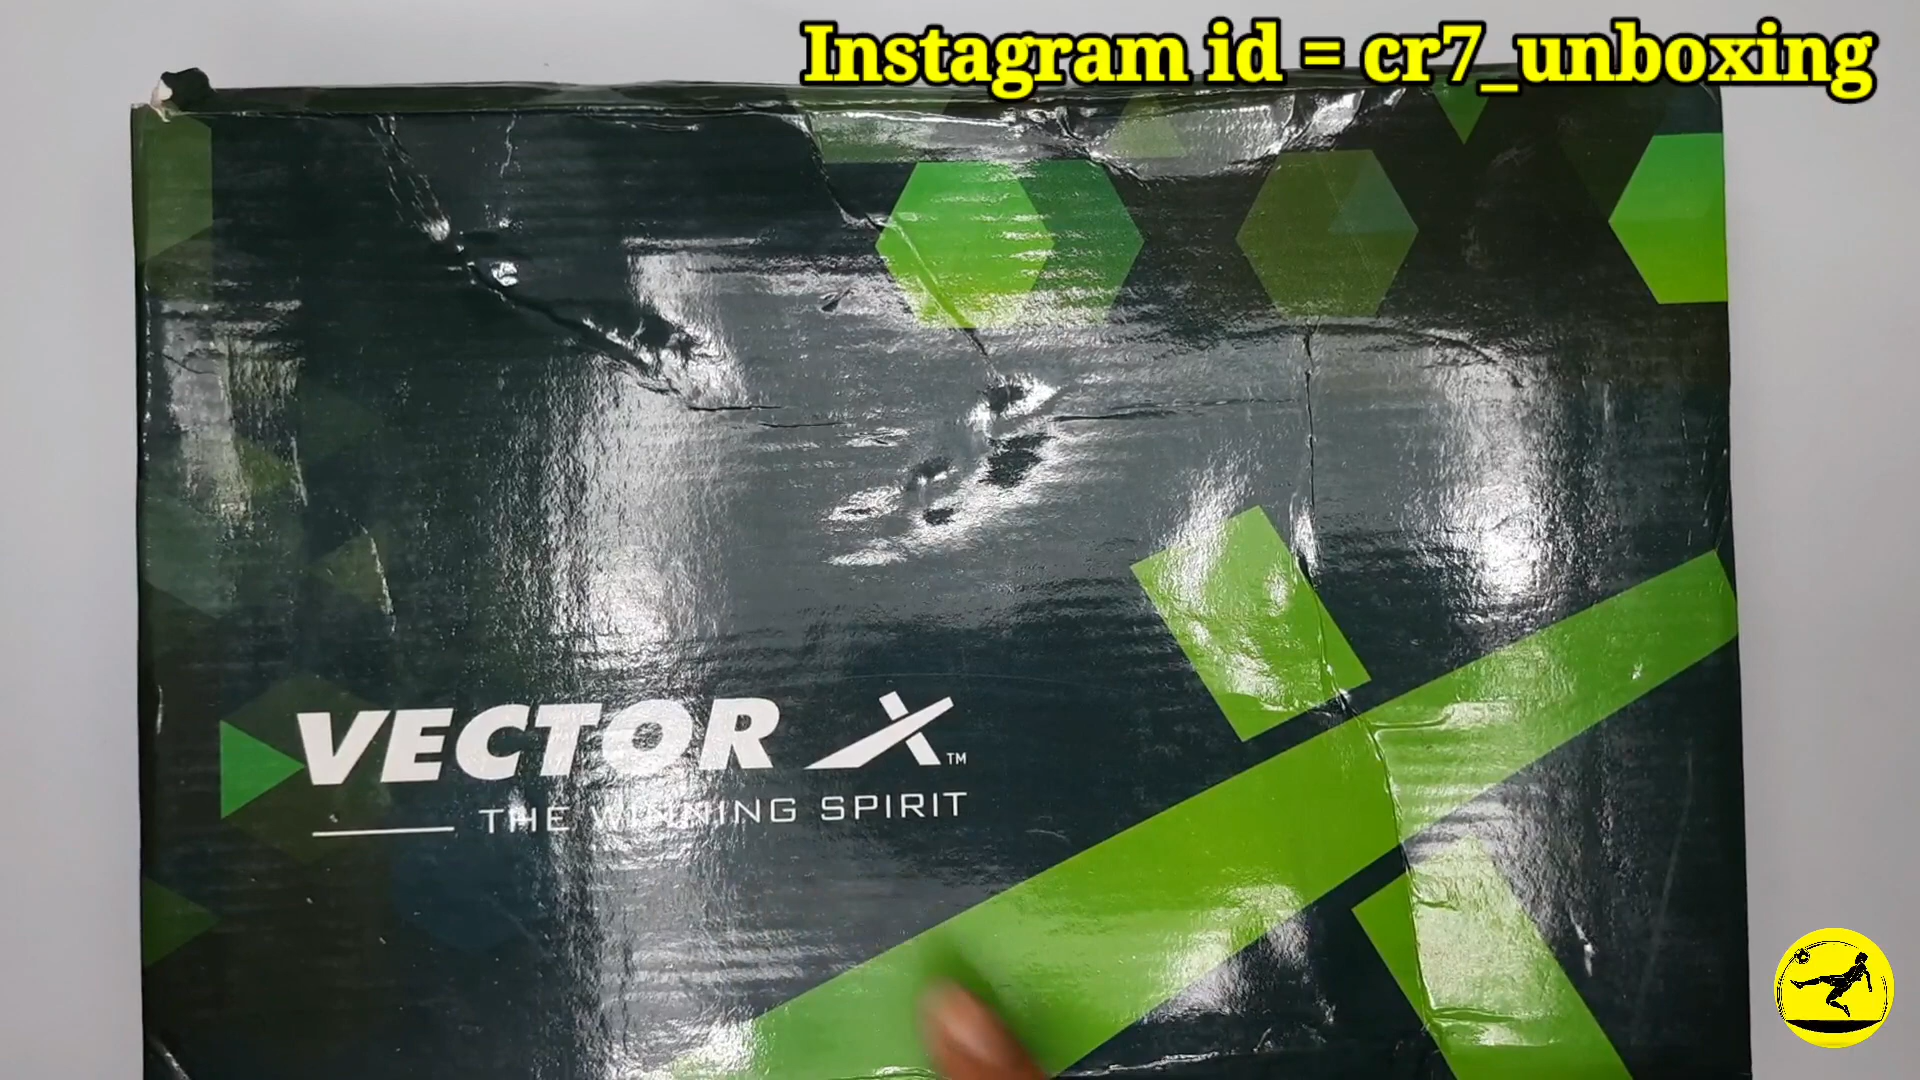 Instagram id = cr7_unboxing
VECTOR X™
THE WINNING SPIRIT